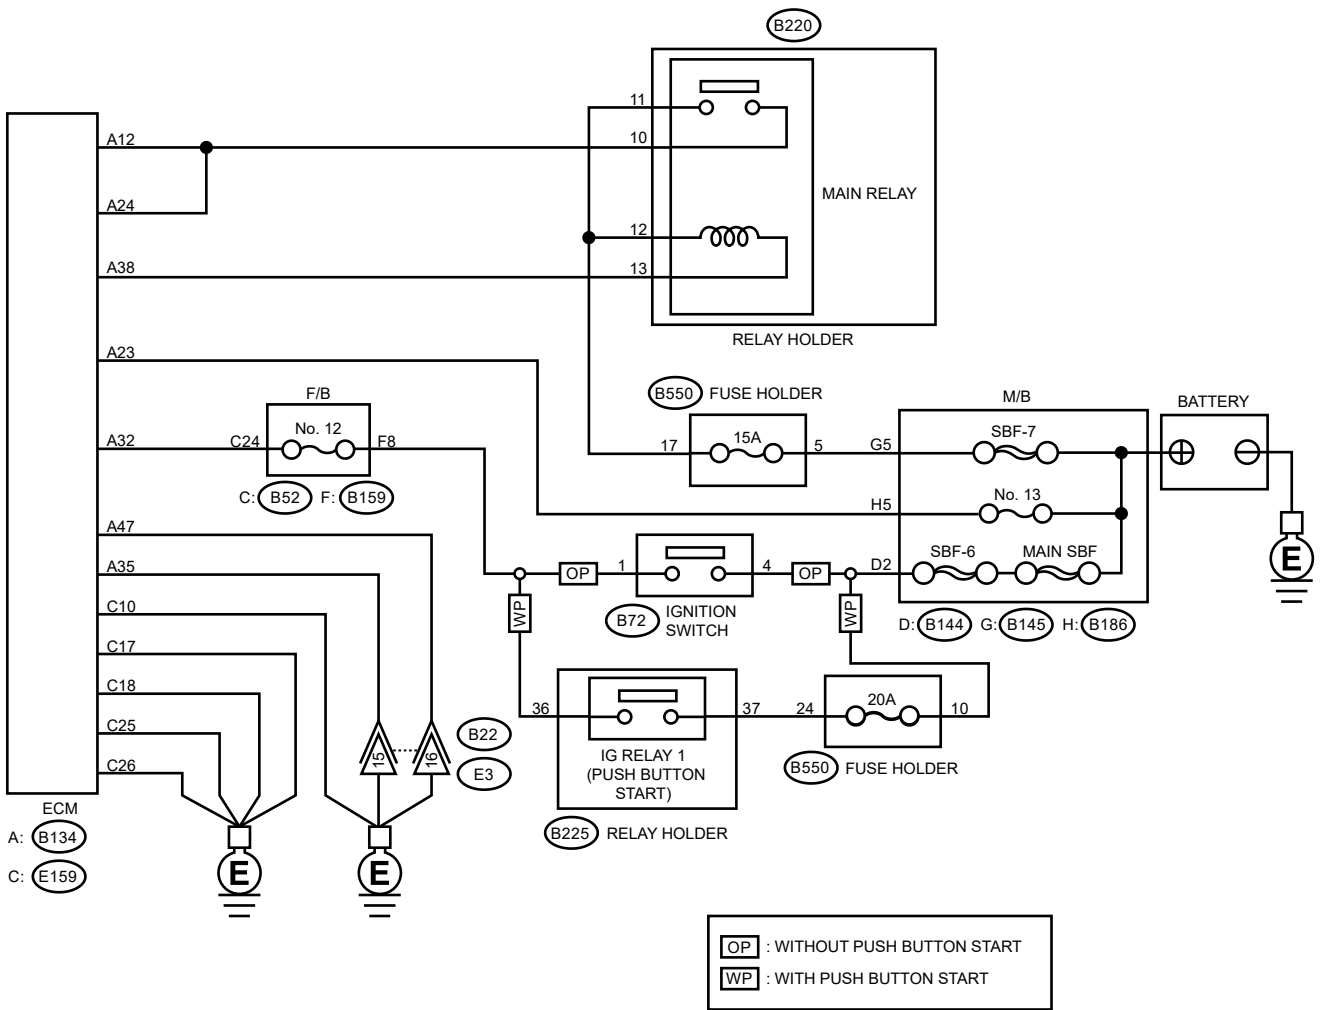 B220
11
A12
10
A24
MAIN RELAY
12
A38
13
RELAY HOLDER
A23
F/B
B550 FUSE HOLDER
M/B
BATTERY
No. 12
A32
C24
F8
17
15A
5
G5
SBF-7
C: B52 F: B159
H5
No. 13
A47
A35
OP
1
4
OP
D2
SBF-6
MAIN SBF
E
WP
WP
B72
IGNITION
SWITCH
D: B144 G: B145 H: B186
C10
C17
C18
C25
C26
B22
E3
15
16
36
37
24
20A
10
IG RELAY 1
(PUSH BUTTON
START)
B550 FUSE HOLDER
B225 RELAY HOLDER
ECM
A: B134
C: E159
E
E
OP : WITHOUT PUSH BUTTON START
WP : WITH PUSH BUTTON START